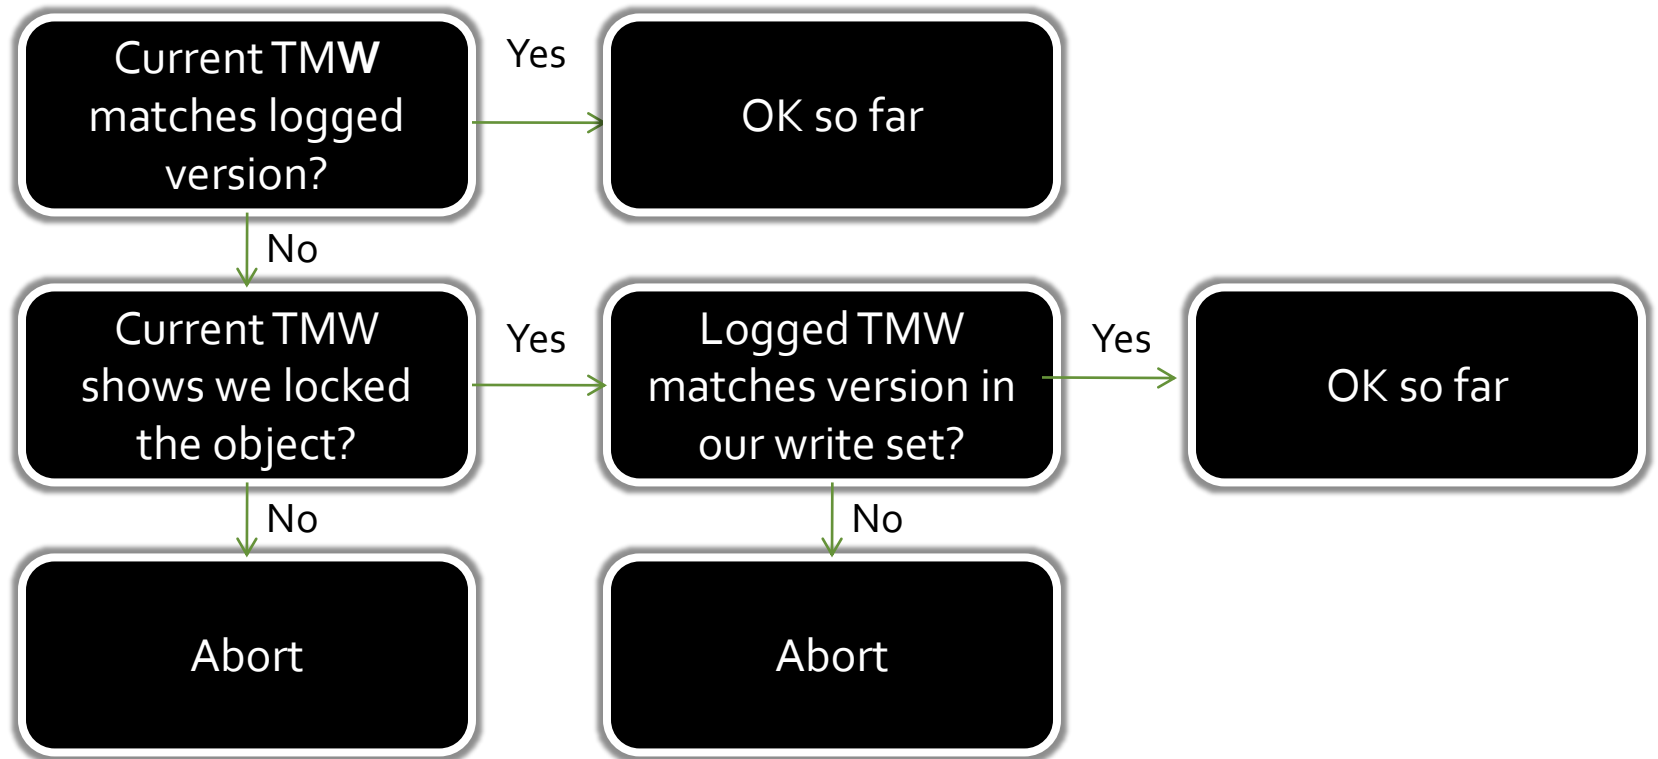 Current TMW
matches logged
version?
Yes
OK so far
No
Current TMW
shows we locked
the object?
Yes
Logged TMW
matches version in
our write set?
Yes
OK so far
No
No
Abort
Abort